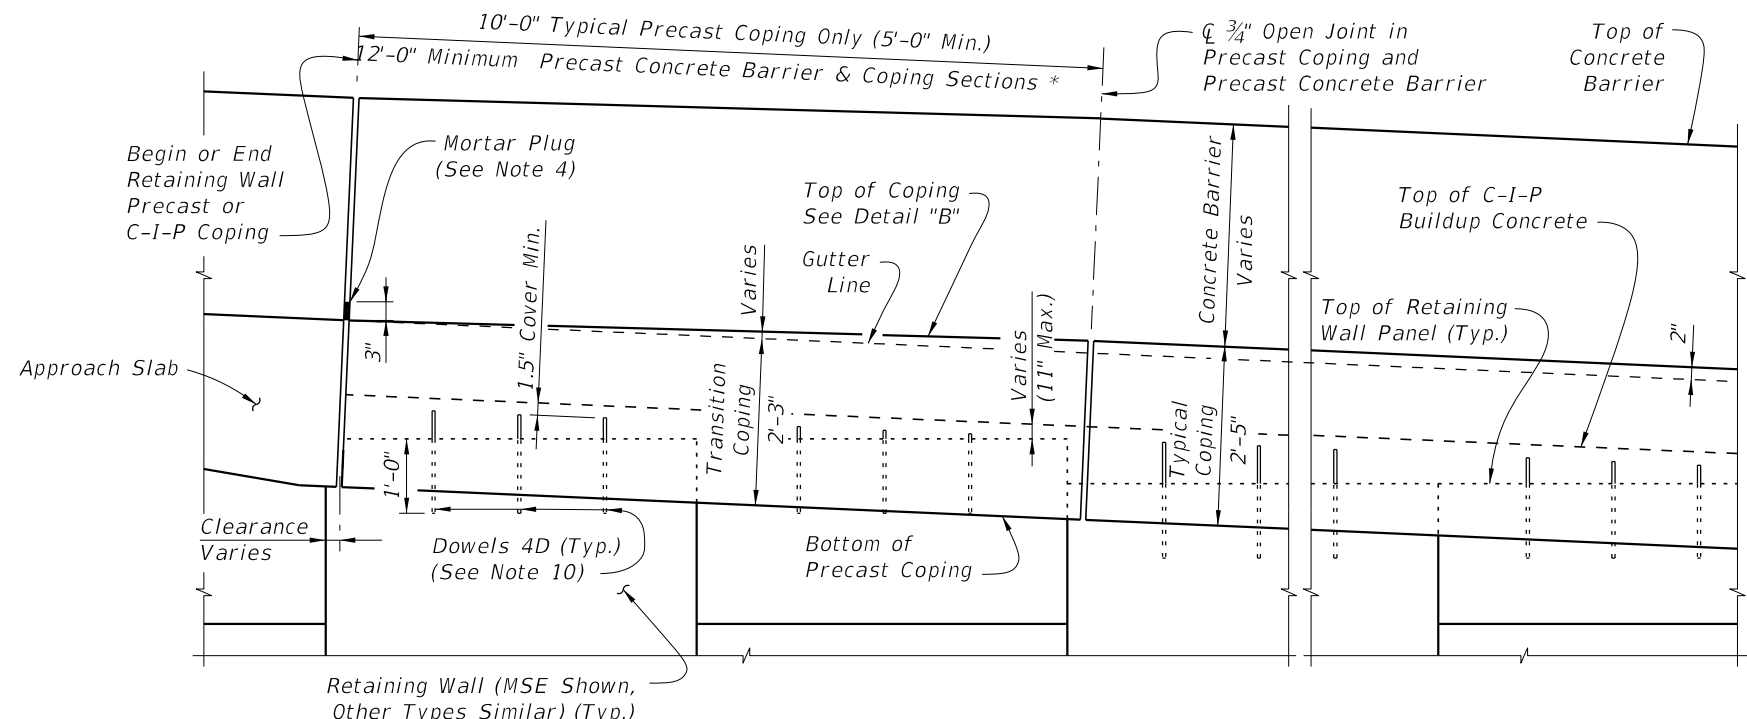 10'-0" Typical Precast Coping Only (5'-0" Min.)
12'-0" Minimum Precast Concrete Barrier & Coping Sections *
℄ ¾" Open Joint in
Precast Coping and
Precast Concrete Barrier
Top of
Concrete
Barrier
Begin or End
Retaining Wall
Precast or
C-I-P Coping
Mortar Plug
(See Note 4)
Top of Coping
See Detail "B"
Gutter
Line
Concrete Barrier
Varies
Top of C-I-P
Buildup Concrete
Top of Retaining
Wall Panel (Typ.)
2"
Approach Slab
3"
1.5" Cover Min.
Varies
Transition
Coping
2'-3"
Varies
(11" Max.)
Typical
Coping
2'-5"
1'-0"
Clearance
Varies
Dowels 4D (Typ.)
(See Note 10)
Bottom of
Precast Coping
Retaining Wall (MSE Shown,
Other Types Similar) (Typ.)